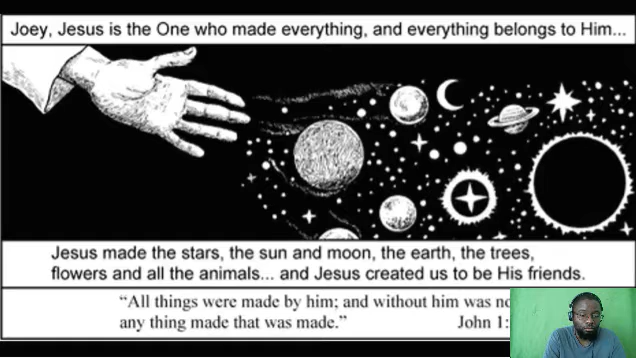 Joey, Jesus is the One who made everything, and everything belongs to Him...
Jesus made the stars, the sun and moon, the earth, the trees,
flowers and all the animals... and Jesus created us to be His friends.
“All things were made by him; and without him was
any thing made that was made.” John 1: